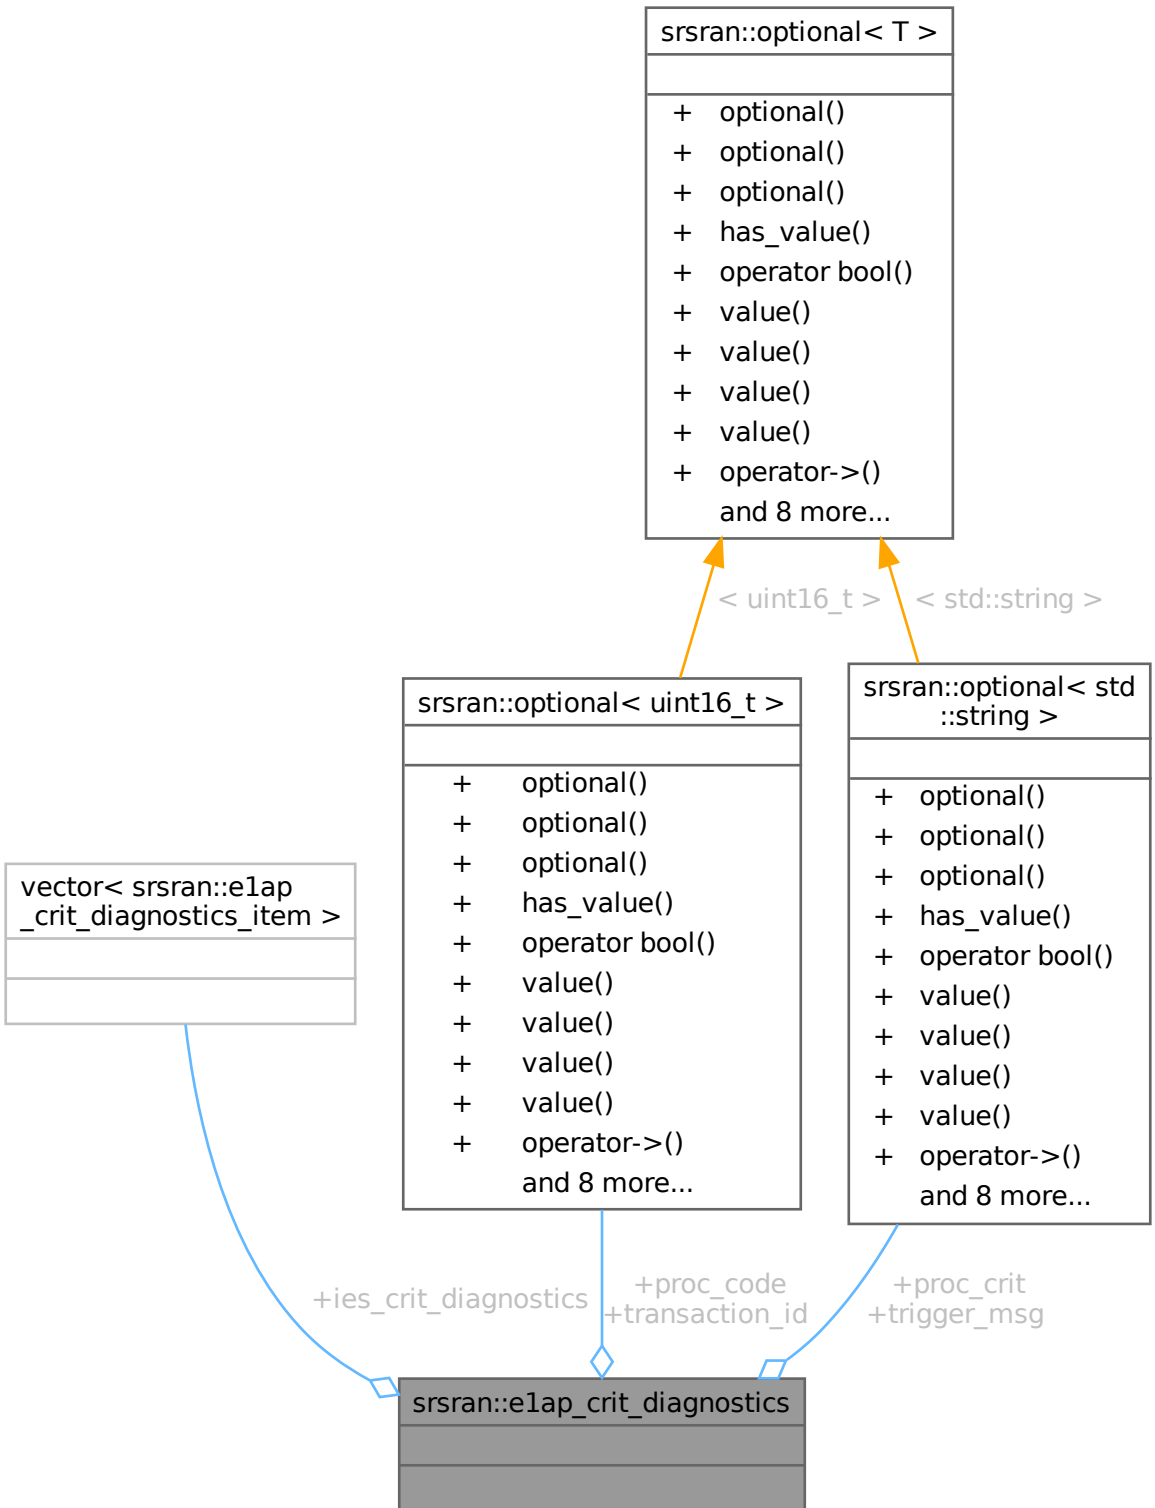 srsran::optional< T >
+ optional()
+ optional()
+ optional()
+ has_value()
+ operator bool()
+ value()
+ value()
+ value()
+ value()
+ operator->()
and 8 more...
< uint16_t >
< std::string >
srsran::optional< uint16_t >
+ optional()
+ optional()
+ optional()
+ has_value()
+ operator bool()
+ value()
+ value()
+ value()
+ value()
+ operator->()
and 8 more...
srsran::optional< std
::string >
+ optional()
+ optional()
+ optional()
+ has_value()
+ operator bool()
+ value()
+ value()
+ value()
+ value()
+ operator->()
and 8 more...
vector< srsran::e1ap
_crit_diagnostics_item >
+ies_crit_diagnostics
+proc_code
+transaction_id
+proc_crit
+trigger_msg
srsran::e1ap_crit_diagnostics